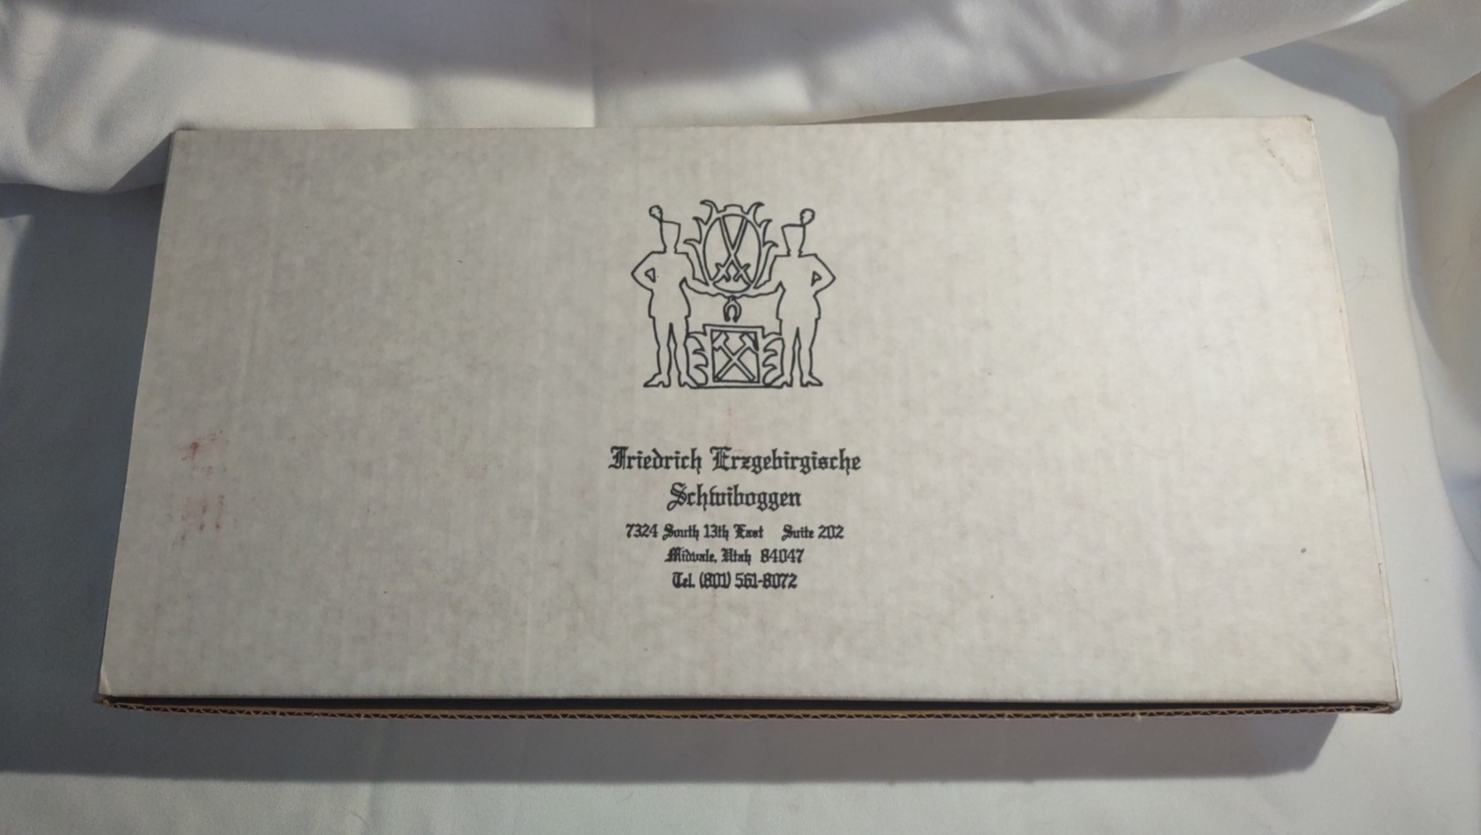 Friedrich Erzgebirgische
Schwiboggen
7324 South 13th East Suite 202
Midvale, Utah 84047
Tel. (801) 561-8072